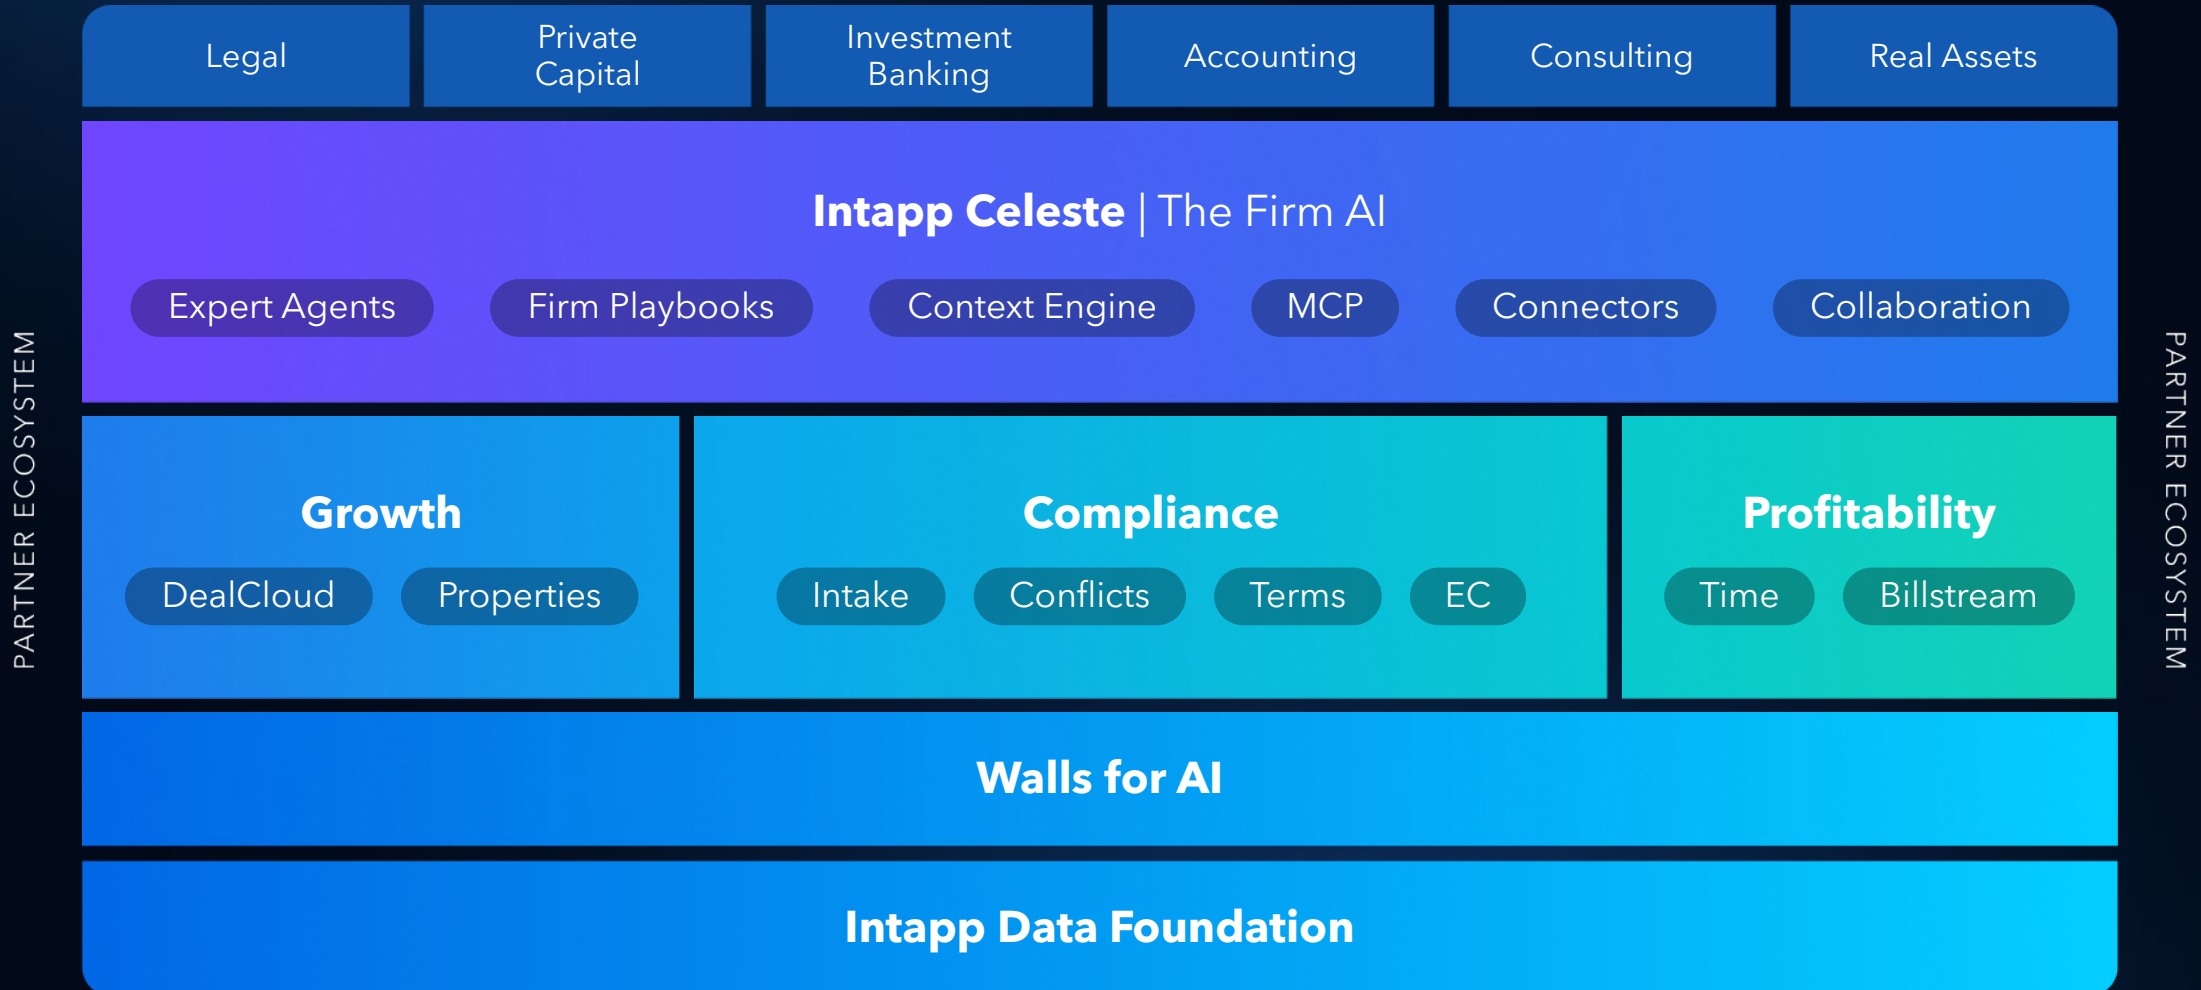 Legal
Private
Capital
Investment
Banking
Accounting
Consulting
Real Assets
Intapp Celeste | The Firm AI
Expert Agents
Firm Playbooks
Context Engine
MCP
Connectors
Collaboration
PARTNER ECOSYSTEM
PARTNER ECOSYSTEM
Growth
DealCloud
Properties
Compliance
Intake
Conflicts
Terms
EC
Profitability
Time
Billstream
Walls for AI
Intapp Data Foundation